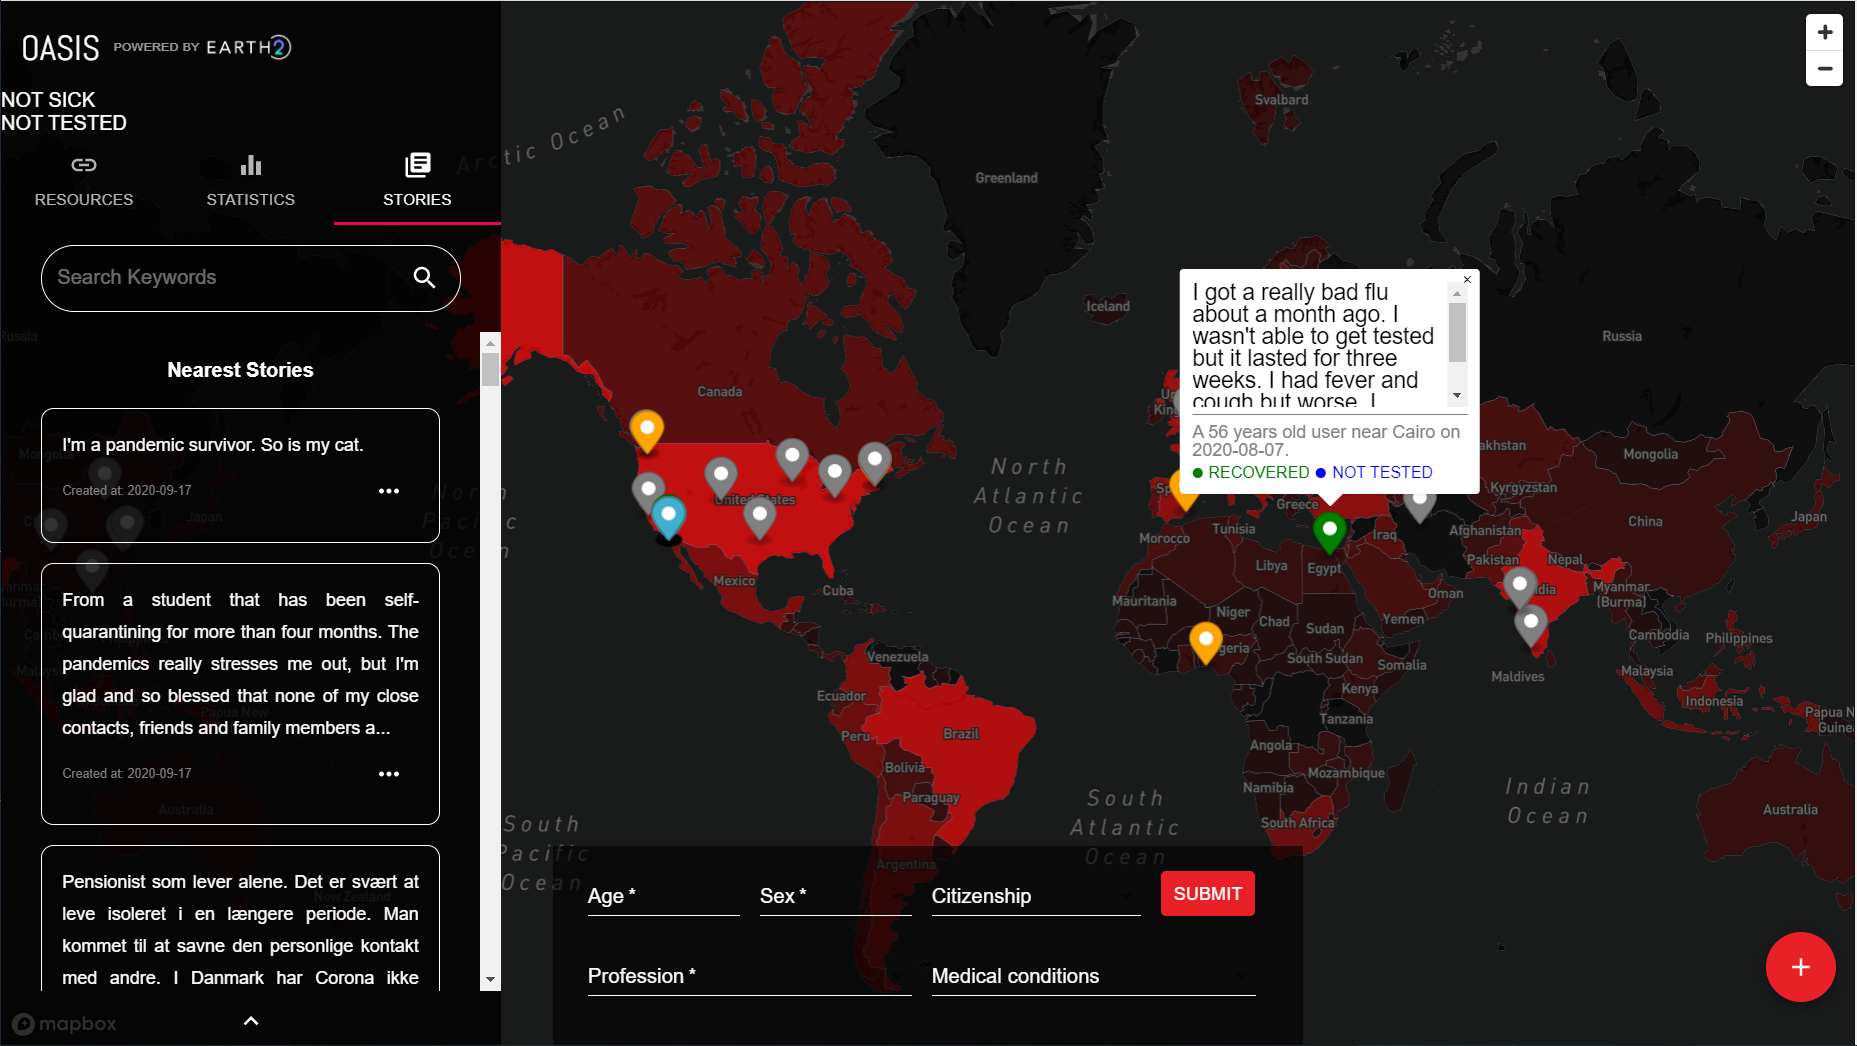 OASIS POWERED BY EARTH2
NOT SICK
NOT TESTED
RESOURCES
STATISTICS
STORIES
Search Keywords
Nearest Stories
I'm a pandemic survivor. So is my cat.
Created at: 2020-09-17
From a student that has been self-
quarantining for more than four months. The
pandemics really stresses me out, but I'm
glad and so blessed that none of my close
contacts, friends and family members a...
Created at: 2020-09-17
Pensionist som lever alene. Det er svært at
leve isoleret i en længere periode. Man
kommet til at savne den personlige kontakt
med andre. I Danmark har Corona ikke
mapbox
Russia
Japan
Papua New
Australia
New Zealand
Arctic Ocean
North
Pacific
Ocean
South
Pacific
Ocean
Greenland
Svalbard
Iceland
Canada
United States
Mexico
Cuba
Venezuela
Ecuador
Peru
Brazil
Bolivia
Paraguay
Argentina
North
Atlantic
Ocean
South
Atlantic
Ocean
I got a really bad flu
about a month ago. I
wasn't able to get tested
but it lasted for three
weeks. I had fever and
cough but worse, I
A 56 years old user near Cairo on
2020-08-07.
RECOVERED NOT TESTED
Russia
Mongolia
Kyrgyzstan
China
Japan
Greece
Tunisia
Morocco
Libya
Egypt
Iraq
Afghanistan
Pakistan
Nepal
Oman
Yemen
Myanmar
(Burma)
Cambodia
Philippines
Malaysia
Maldives
Indonesia
Papua N
Guine
Mauritania
Niger
Chad
Sudan
South Sudan
Somalia
Kenya
Tanzania
Angola
Mozambique
Namibia
South Africa
Indian
Ocean
Australia
Age *
Sex *
Citizenship
SUBMIT
Profession *
Medical conditions